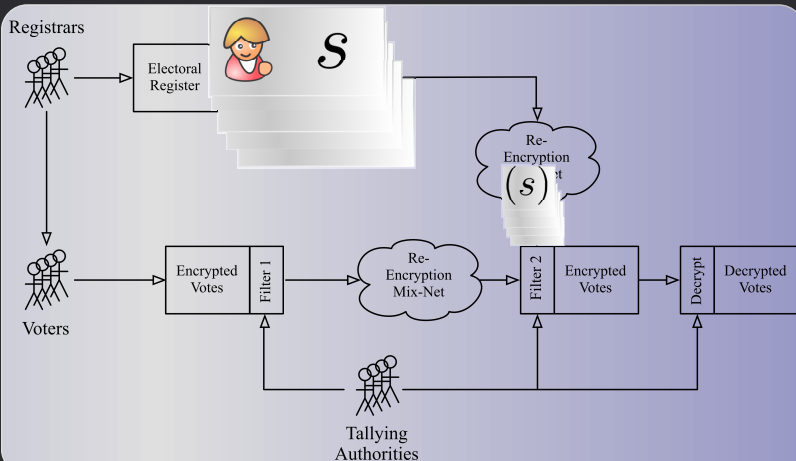 Registrars
Electoral
Register
s
Re-
Encryption
(s)
Encrypted
Votes
Filter 1
Re-
Encryption
Mix-Net
Filter 2
Encrypted
Votes
Decrypt
Decrypted
Votes
Voters
Tallying
Authorities